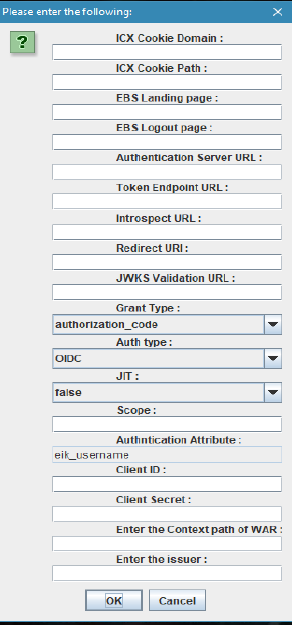 Please enter the following:
?
ICX Cookie Domain :
ICX Cookie Path :
EBS Landing page :
EBS Logout page :
Authentication Server URL :
Token Endpoint URL :
Introspect URL :
Redirect URI :
JWKS Validation URL :
Grant Type :
authorization_code
Auth type :
OIDC
JIT :
false
Scope :
Authntication Attribute :
eik_username
Client ID :
Client Secret :
Enter the Context path of WAR :
Enter the issuer :
OK Cancel